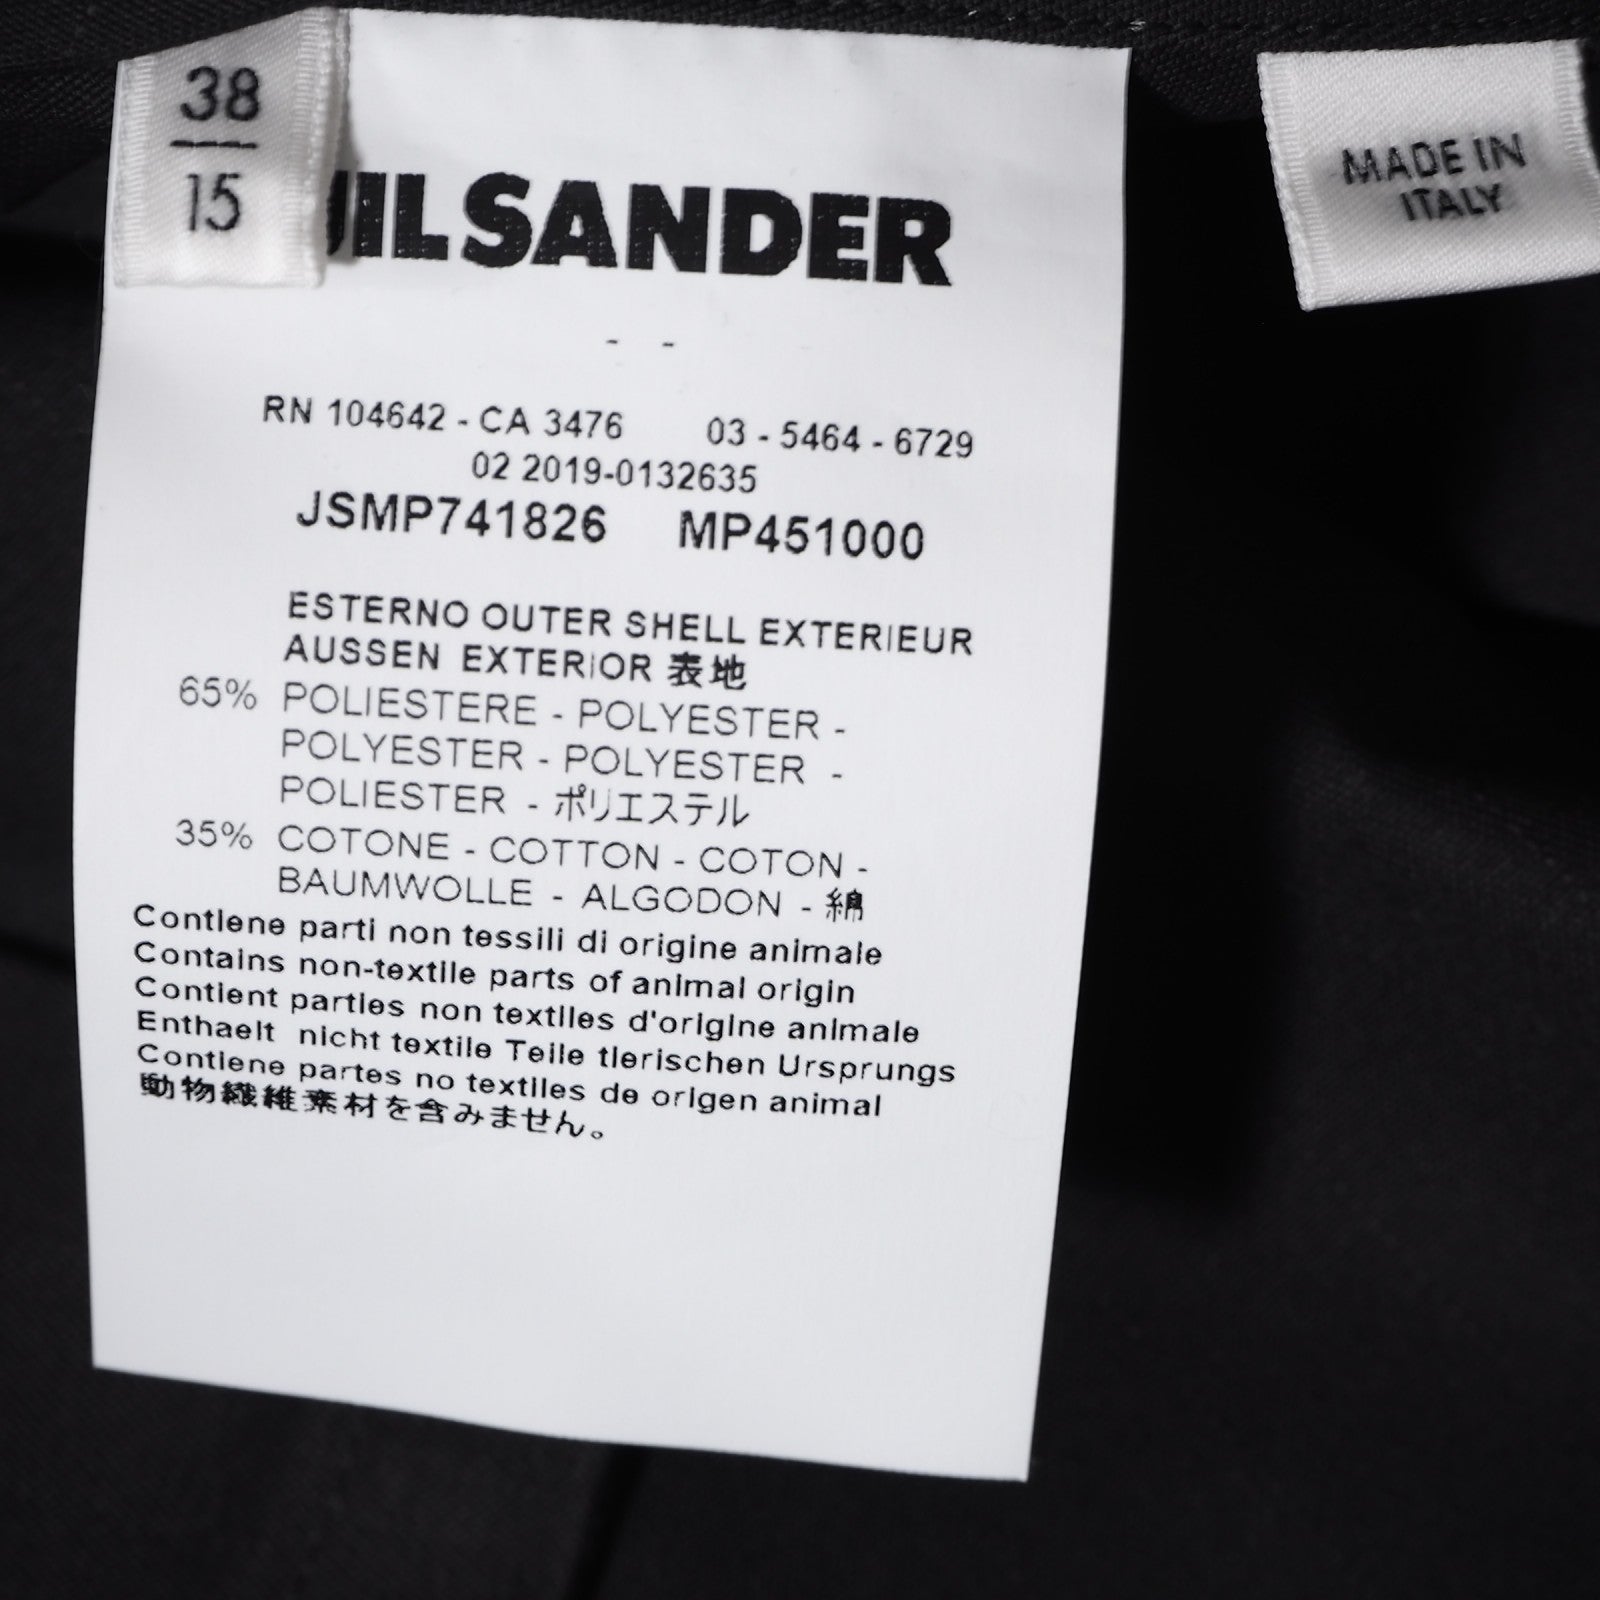 38
15
JIL SANDER
- -
RN 104642 - CA 3476 03 - 5464 - 6729
02 2019-0132635
JSMP741826 MP451000
ESTERNO OUTER SHELL EXTERIEUR
AUSSEN EXTERIOR 表地
65% POLIESTERE - POLYESTER -
POLYESTER - POLYESTER -
POLIESTER - ポリエステル
35% COTONE - COTTON - COTON -
BAUMWOLLE - ALGODON - 綿
Contiene parti non tessili di origine animale
Contains non-textile parts of animal origin
Contient parties non textiles d'origine animale
Enthaelt nicht textile Teile tierischen Ursprungs
Contiene partes no textiles de origen animal
動物繊維素材を含みません。
MADE IN
ITALY